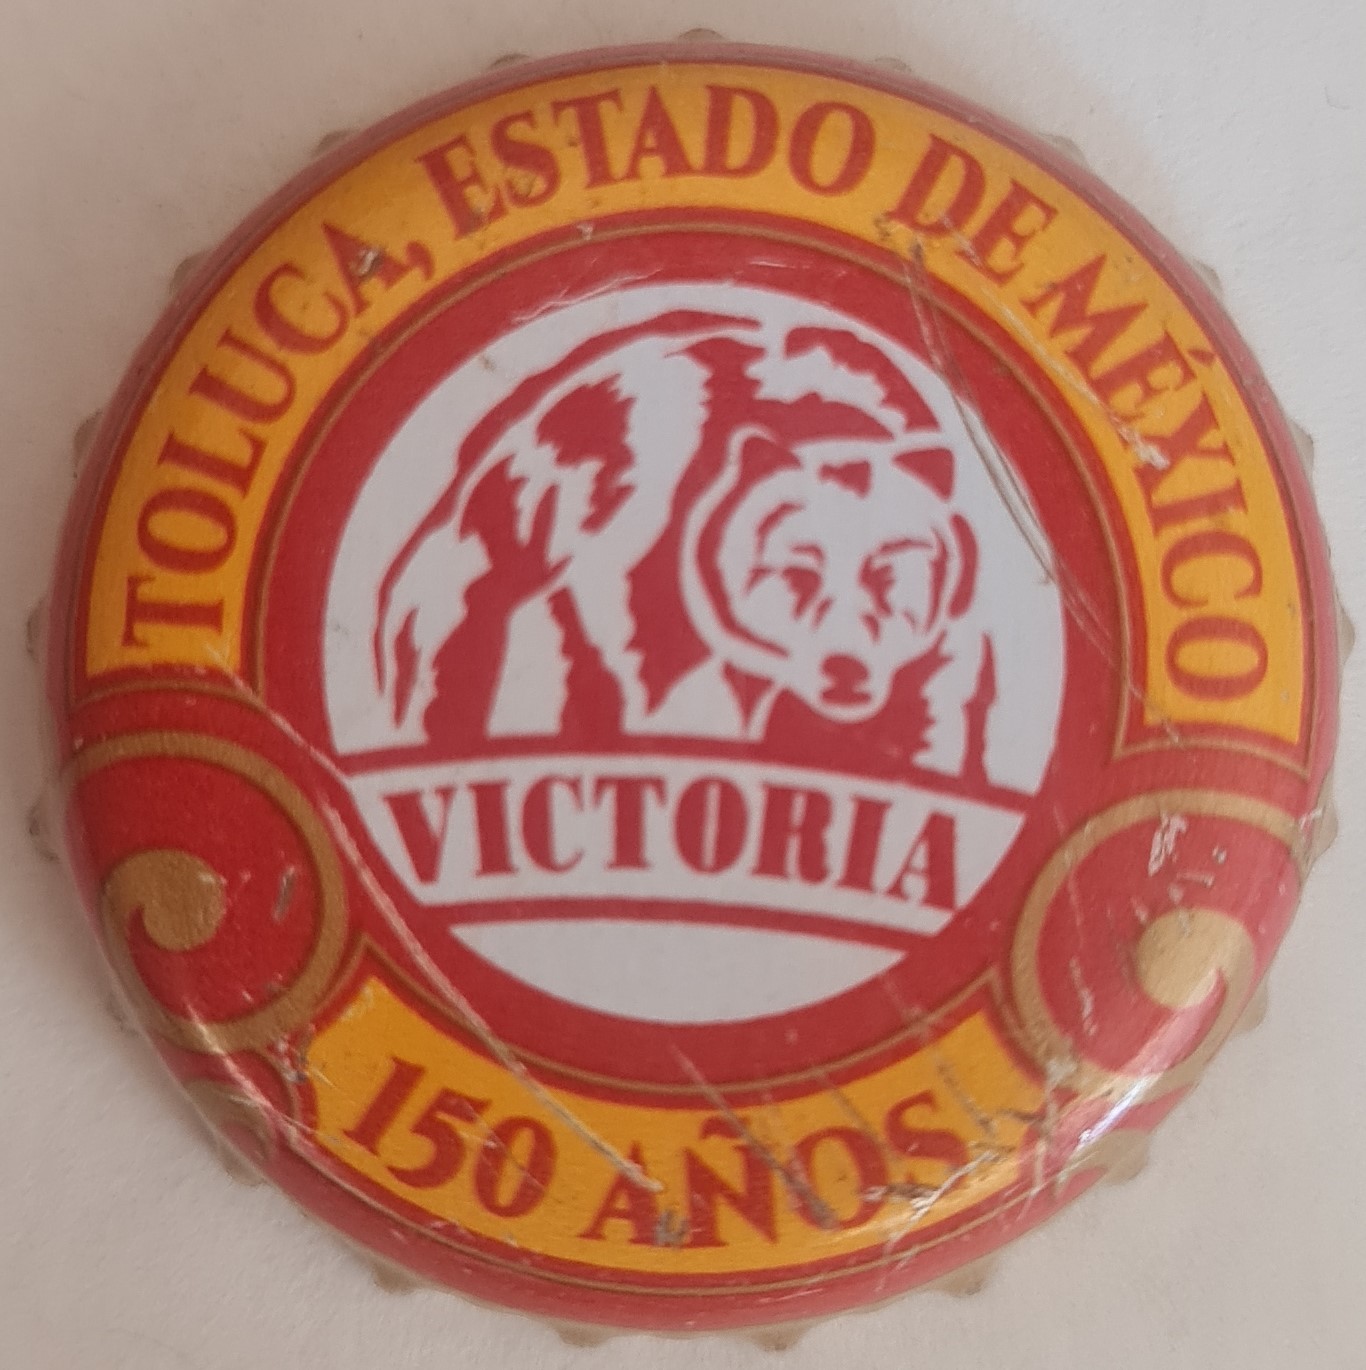 TOLUCA, ESTADO DE MÉXICO
VICTORIA
150 AÑOS